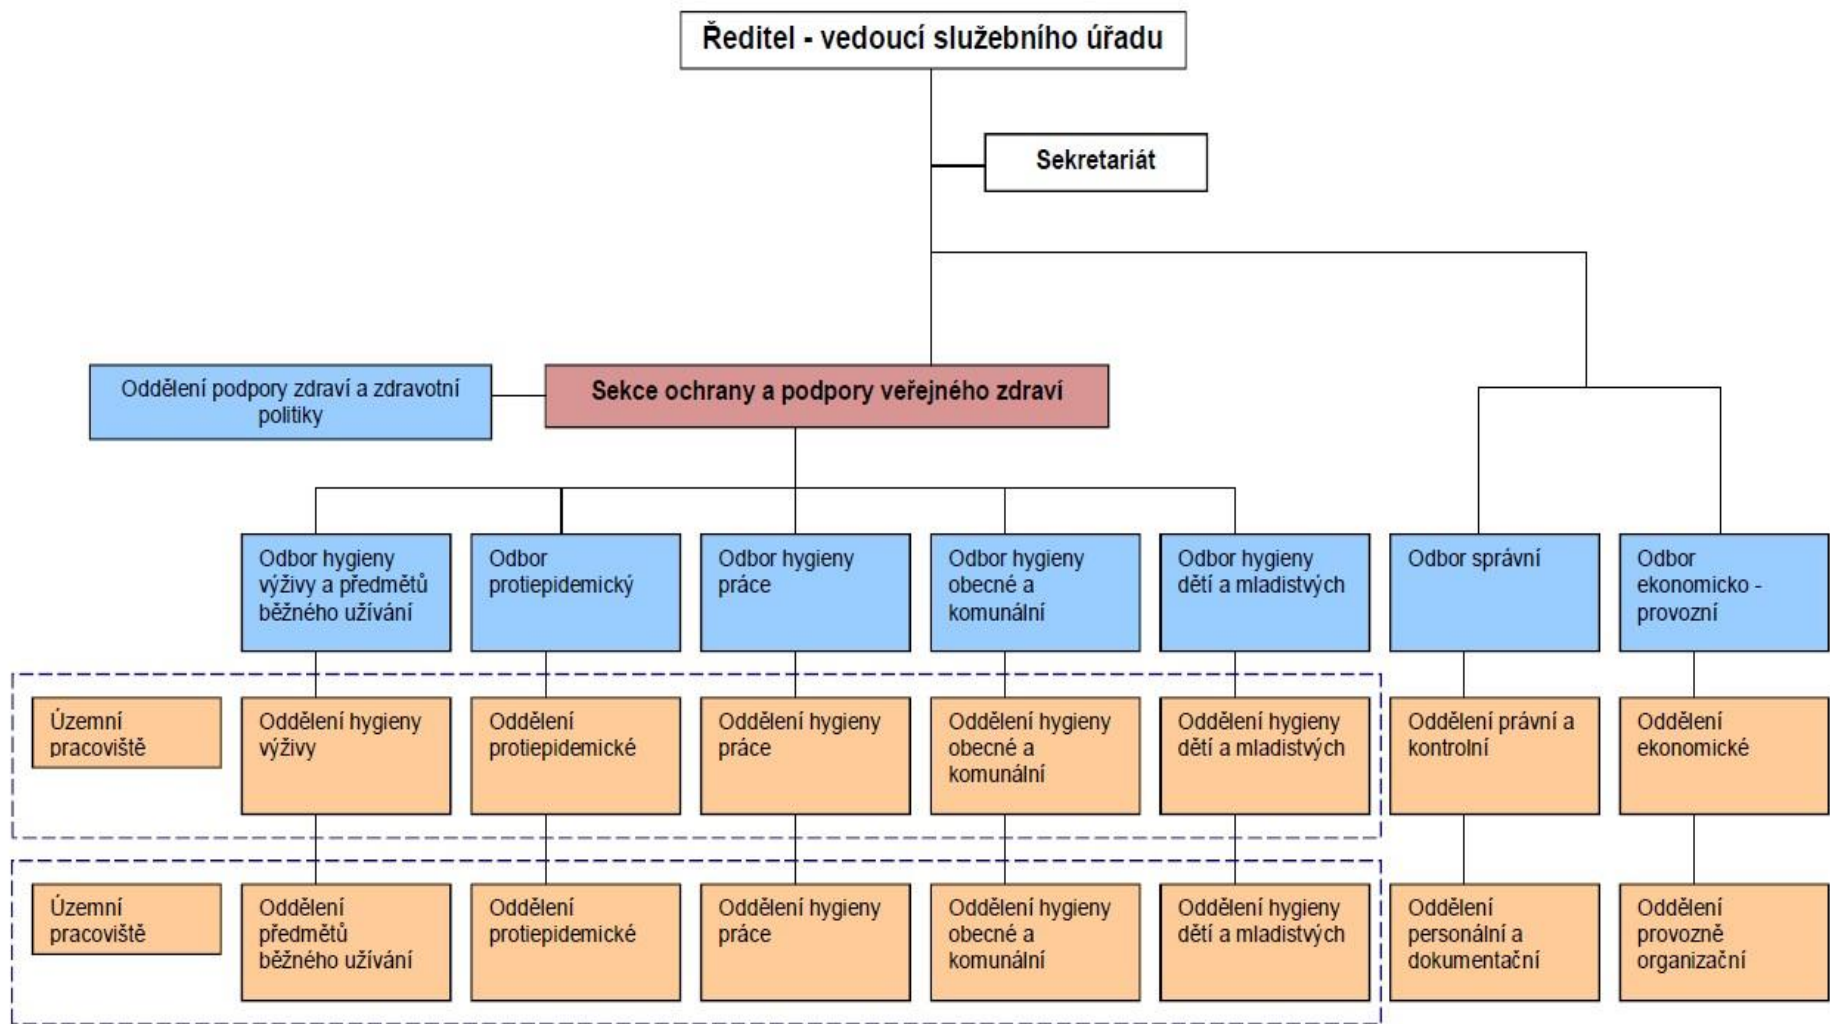 Ředitel - vedoucí služebního úřadu
Sekretariát
Oddělení podpory zdraví a zdravotní
politiky
Sekce ochrany a podpory veřejného zdraví
Odbor hygieny
výživy a předmětů
běžného užívání
Odbor
protiepidemický
Odbor hygieny
práce
Odbor hygieny
obecné a
komunální
Odbor hygieny
dětí a mladistvých
Odbor správní
Odbor
ekonomicko -
provozní
Územní
pracoviště
Oddělení hygieny
výživy
Oddělení
protiepidemické
Oddělení hygieny
práce
Oddělení hygieny
obecné a
komunální
Oddělení hygieny
dětí a mladistvých
Oddělení právní a
kontrolní
Oddělení
ekonomické
Územní
pracoviště
Oddělení
předmětů
běžného užívání
Oddělení
protiepidemické
Oddělení hygieny
práce
Oddělení hygieny
obecné a
komunální
Oddělení hygieny
dětí a mladistvých
Oddělení
personální a
dokumentační
Oddělení
provozně
organizační